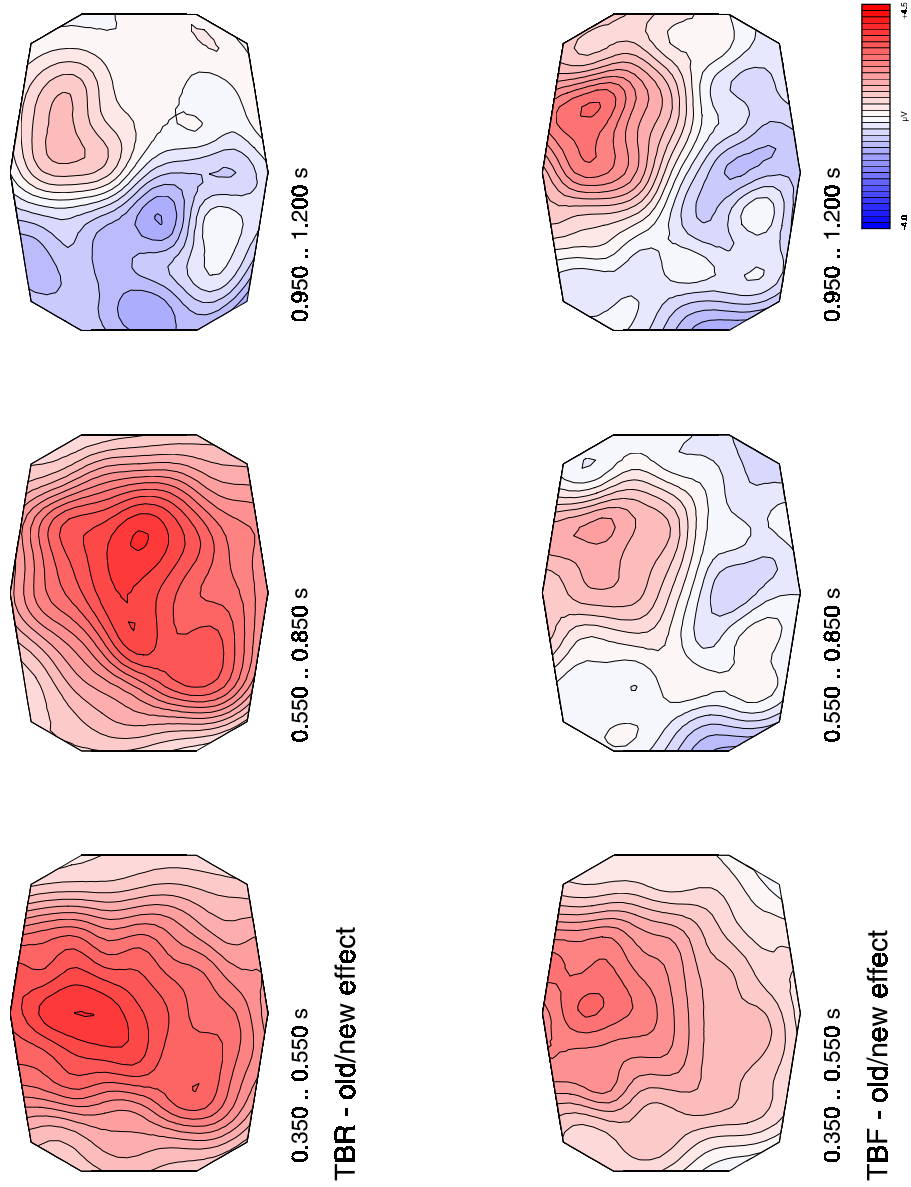 0.350 .. 0.550 s
0.550 .. 0.850 s
0.950 .. 1.200 s
TBR - old/new effect
0.350 .. 0.550 s
0.550 .. 0.850 s
0.950 .. 1.200 s
TBF - old/new effect
-4.0
µV
+4.5